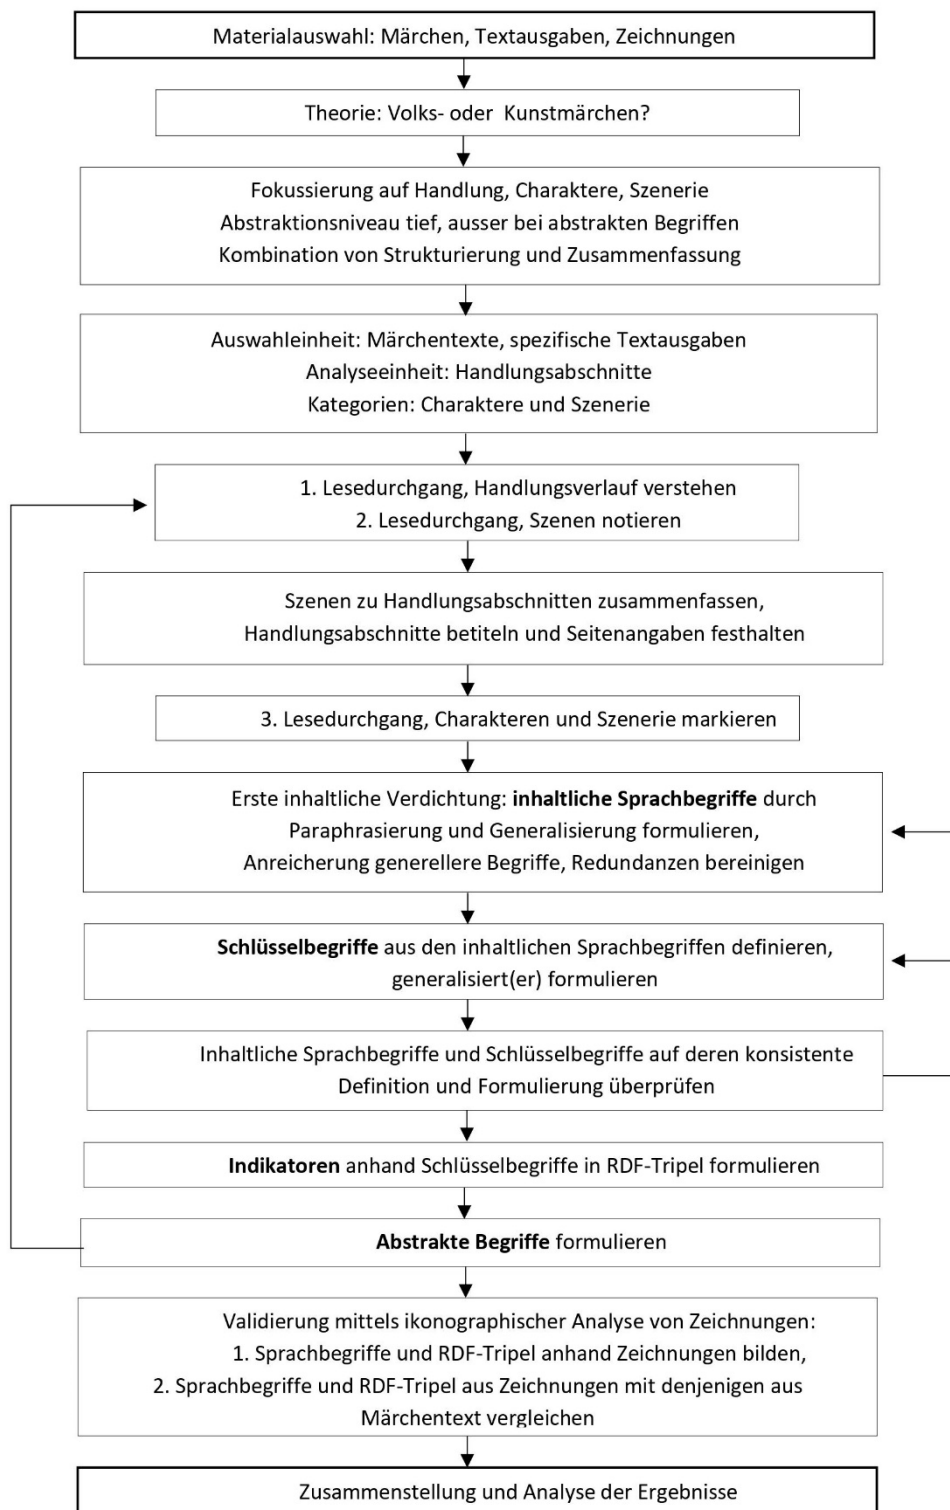 Materialauswahl: Märchen, Textausgaben, Zeichnungen
Theorie: Volks- oder Kunstmärchen?
Fokussierung auf Handlung, Charaktere, Szenerie
Abstraktionsniveau tief, ausser bei abstrakten Begriffen
Kombination von Strukturierung und Zusammenfassung
Auswahleinheit: Märchentexte, spezifische Textausgaben
Analyseeinheit: Handlungsabschnitte
Kategorien: Charaktere und Szenerie
1. Lesedurchgang, Handlungsverlauf verstehen
2. Lesedurchgang, Szenen notieren
Szenen zu Handlungsabschnitten zusammenfassen,
Handlungsabschnitte betiteln und Seitenangaben festhalten
3. Lesedurchgang, Charakteren und Szenerie markieren
Erste inhaltliche Verdichtung: inhaltliche Sprachbegriffe durch
Paraphrasierung und Generalisierung formulieren,
Anreicherung generellere Begriffe, Redundanzen bereinigen
Schlüsselbegriffe aus den inhaltlichen Sprachbegriffen definieren,
generalisiert(er) formulieren
Inhaltliche Sprachbegriffe und Schlüsselbegriffe auf deren konsistente
Definition und Formulierung überprüfen
Indikatoren anhand Schlüsselbegriffe in RDF-Tripel formulieren
Abstrakte Begriffe formulieren
Validierung mittels ikonographischer Analyse von Zeichnungen:
1. Sprachbegriffe und RDF-Tripel anhand Zeichnungen bilden,
2. Sprachbegriffe und RDF-Tripel aus Zeichnungen mit denjenigen aus
Märchentext vergleichen
Zusammenstellung und Analyse der Ergebnisse